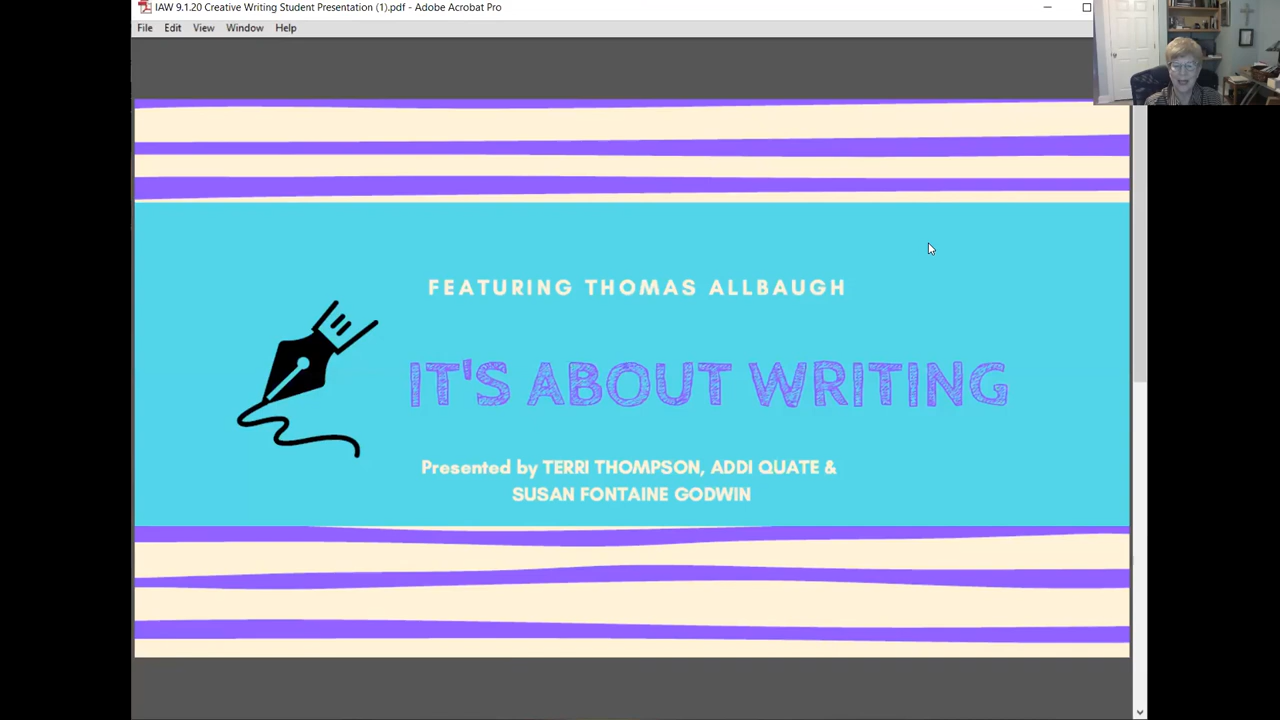 IAW 9.1.20 Creative Writing Student Presentation (1).pdf - Adobe Acrobat Pro
File Edit View Window Help
FEATURING THOMAS ALLBAUGH
IT'S ABOUT WRITING
Presented by TERRI THOMPSON, ADDI QUATE &
SUSAN FONTAINE GODWIN